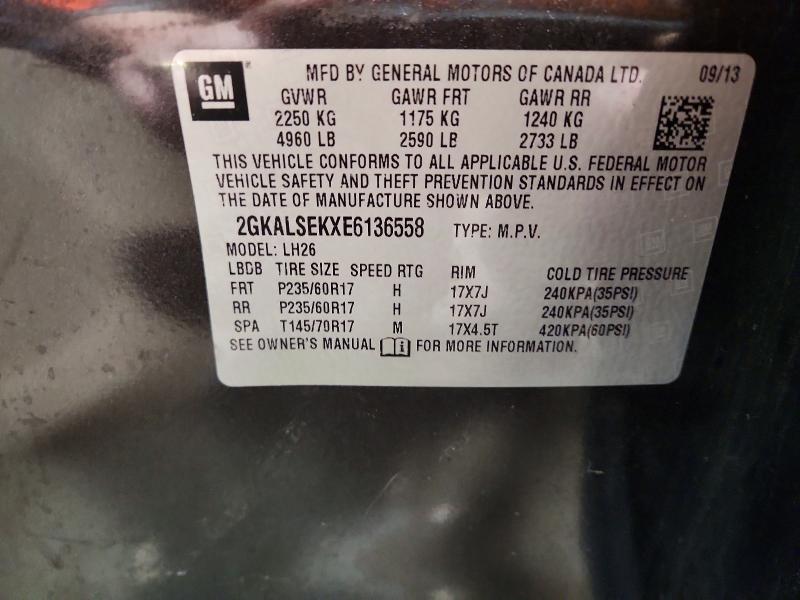 GM MFD BY GENERAL MOTORS OF CANADA LTD. 09/13
GVWR GAWR FRT GAWR RR
2250 KG 1175 KG 1240 KG
4960 LB 2590 LB 2733 LB
THIS VEHICLE CONFORMS TO ALL APPLICABLE U.S. FEDERAL MOTOR
VEHICLE SAFETY AND THEFT PREVENTION STANDARDS IN EFFECT ON
THE DATE OF MANUFACTURE SHOWN ABOVE.
2GKALSEKXE6136558 TYPE: M.P.V.
MODEL: LH26
LBDB TIRE SIZE SPEED RTG RIM COLD TIRE PRESSURE
FRT P235/60R17 H 17X7J 240KPA(35PSI)
RR P235/60R17 H 17X7J 240KPA(35PSI)
SPA T145/70R17 M 17X4.5T 420KPA(60PSI)
SEE OWNER'S MANUAL i FOR MORE INFORMATION.